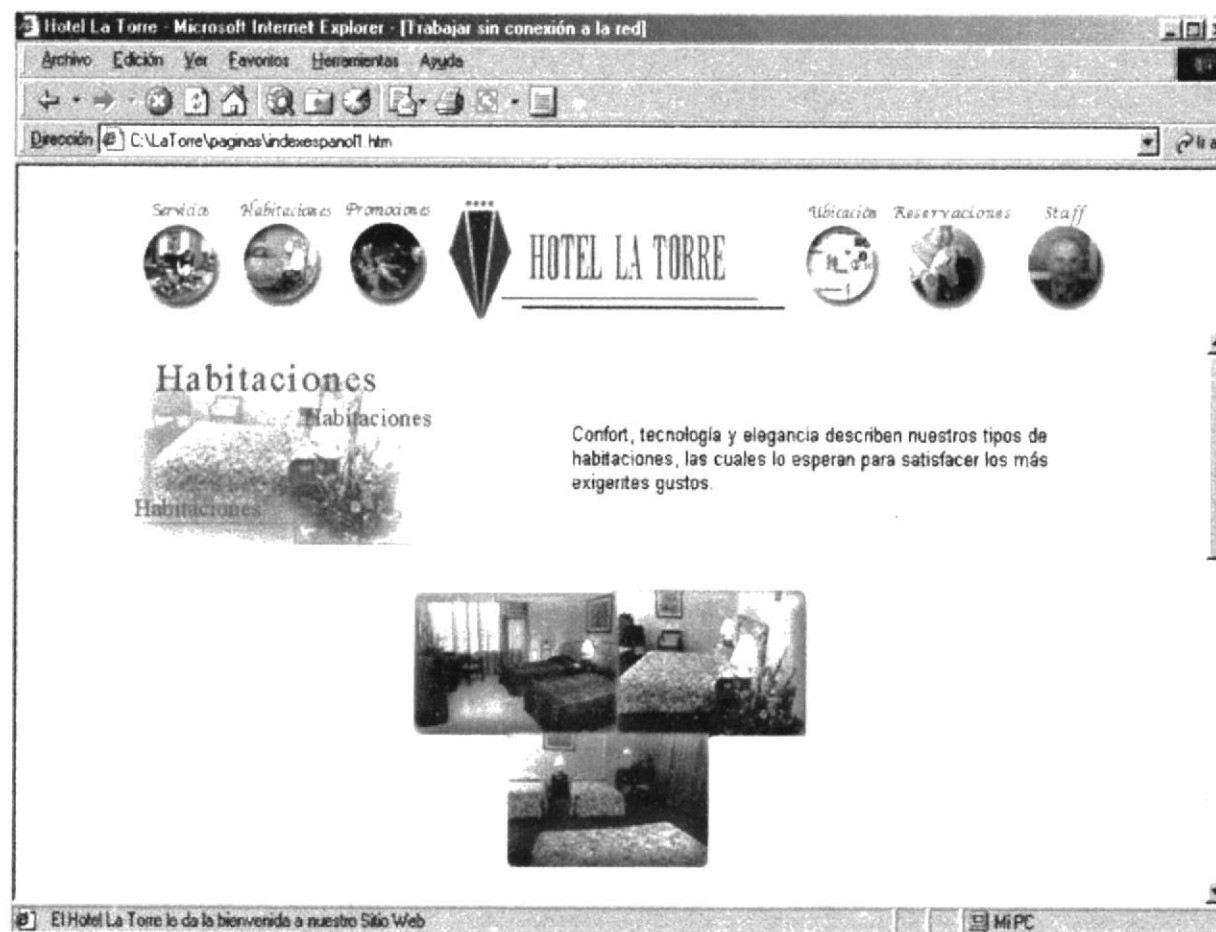 Hotel La Torre - Microsoft Internet Explorer - [Trabajar sin conexión a la red]
Archivo Edición Ver Favoritos Herramientas Ayuda
Dirección C:\LaTorre\paginas\indexespanol1.htm Ir a
Servicios Habitaciones Promociones Ubicación Reservaciones Staff
HOTEL LA TORRE
Habitaciones
Habitaciones
Confort, tecnología y elegancia describen nuestros tipos de
habitaciones, las cuales lo esperan para satisfacer los más
exigentes gustos.
Habitaciones
El Hotel La Torre le da la bienvenida a nuestro Sitio Web Mi PC